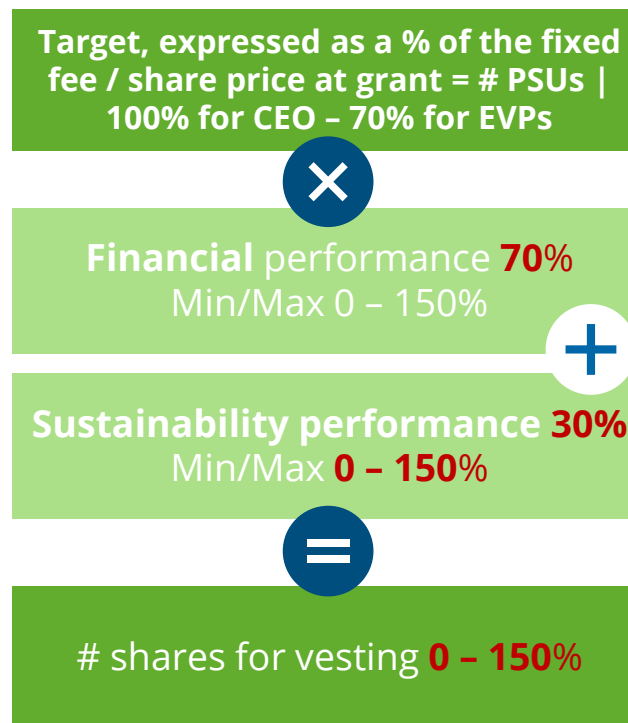 Target, expressed as a % of the fixed
fee / share price at grant = # PSUs |
100% for CEO – 70% for EVPs
×
Financial performance 70%
Min/Max 0 – 150%
+
Sustainability performance 30%
Min/Max 0 – 150%
=
# shares for vesting 0 – 150%